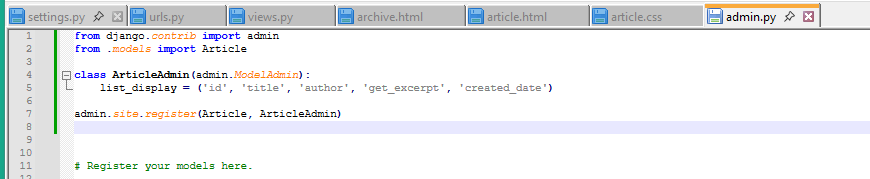 settings.py urls.py views.py archive.html article.html article.css admin.py
1 from django.contrib import admin
2 from .models import Article
3
4 class ArticleAdmin(admin.ModelAdmin):
5 list_display = ('id', 'title', 'author', 'get_excerpt', 'created_date')
6
7 admin.site.register(Article, ArticleAdmin)
8
9
10
11 # Register your models here.
12